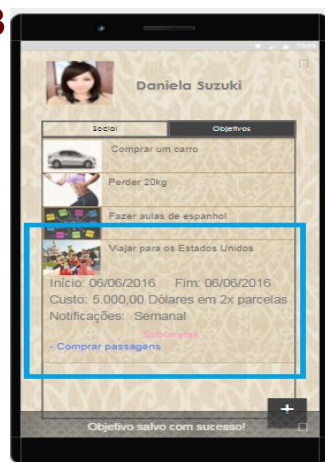 3
Daniela Suzuki
Social Objetivos
Comprar um carro
Perder 20kg
Fazer aulas de espanhol
Viajar para os Estados Unidos
Início: 06/06/2016 Fim: 06/06/2016
Custo: 5.000,00 Dólares em 2x parcelas
Notificações: Semanal
Subtarefas
- Comprar passagens
+
Objetivo salvo com sucesso!